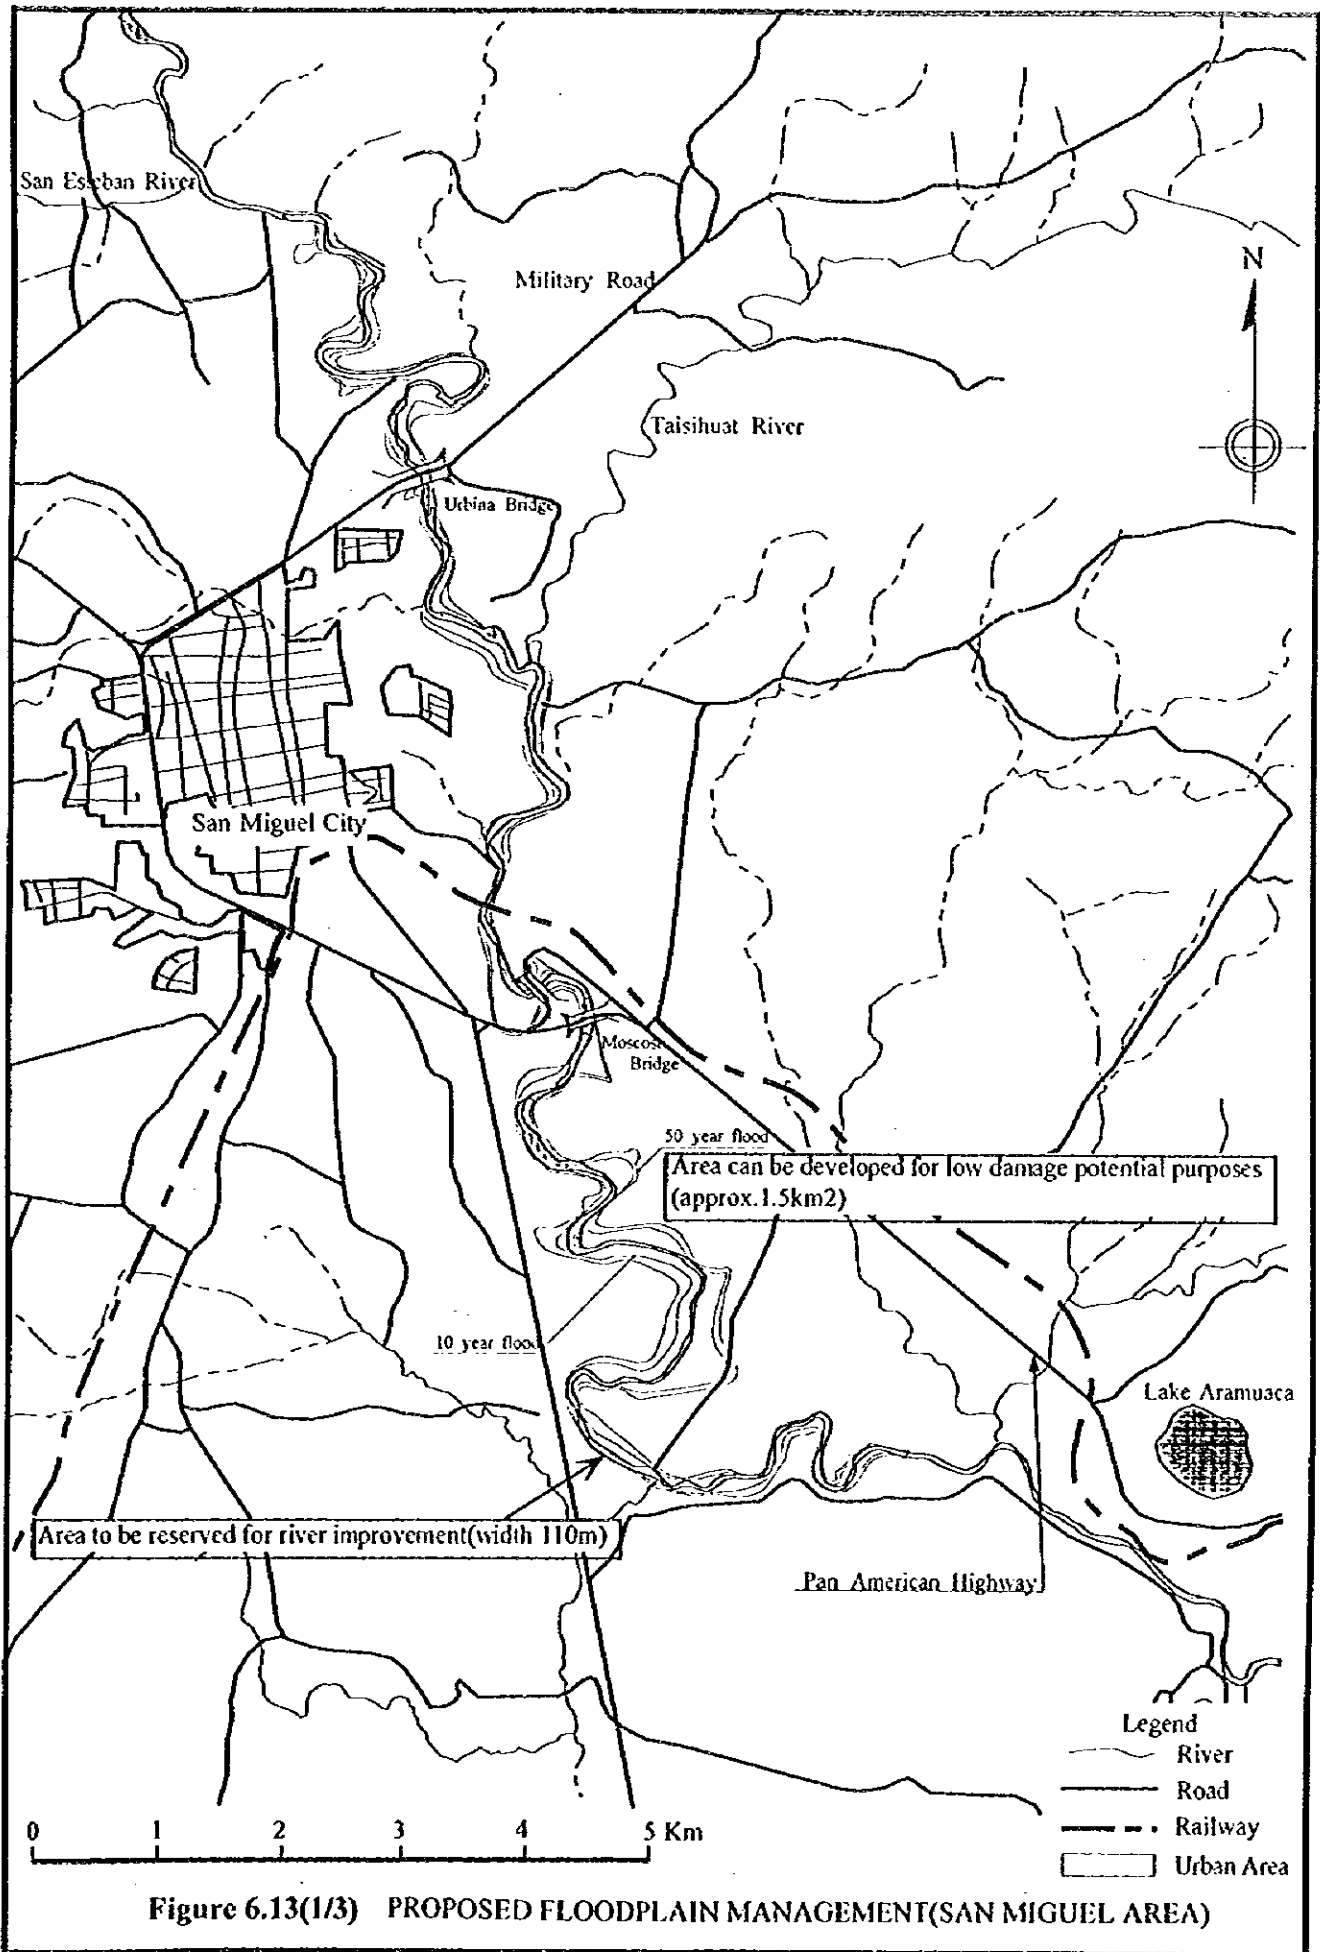 San Esteban River
N
Military Road
Taisihuat River
Urbina Bridge
San Miguel City
Moscoso
Bridge
50 year flood
Area can be developed for low damage potential purposes
(approx.1.5km2)
10 year flood
Lake Aramuaca
Area to be reserved for river improvement(width 110m)
Pan American Highway
Legend
River
Road
Railway
Urban Area
0 1 2 3 4 5 Km
Figure 6.13(1/3) PROPOSED FLOODPLAIN MANAGEMENT(SAN MIGUEL AREA)